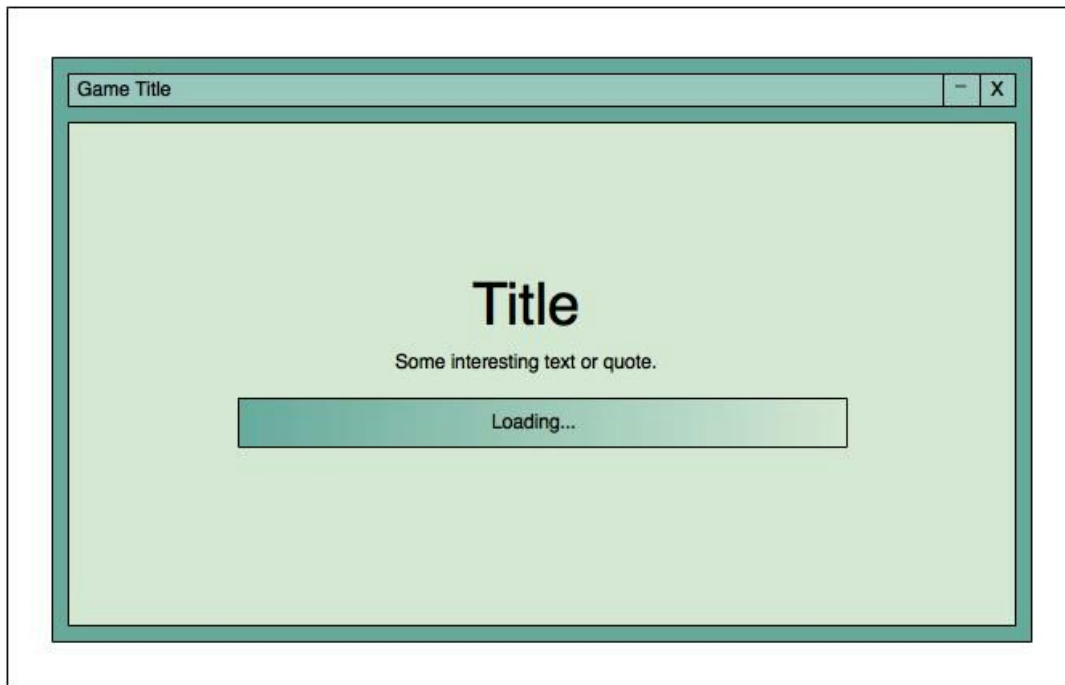 Game Title – X
Title
Some interesting text or quote.
Loading...